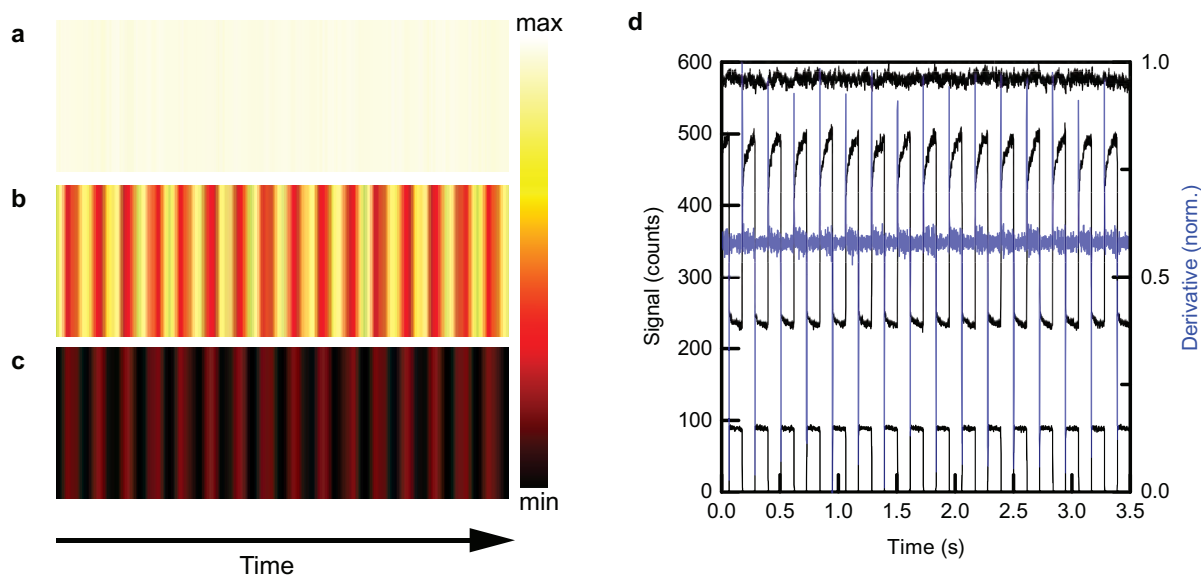 a
max
b
c
min
Time
d
600
500
400
300
200
100
0
Signal (counts)
1.0
0.5
0.0
Derivative (norm.)
0.0 0.5 1.0 1.5 2.0 2.5 3.0 3.5
Time (s)